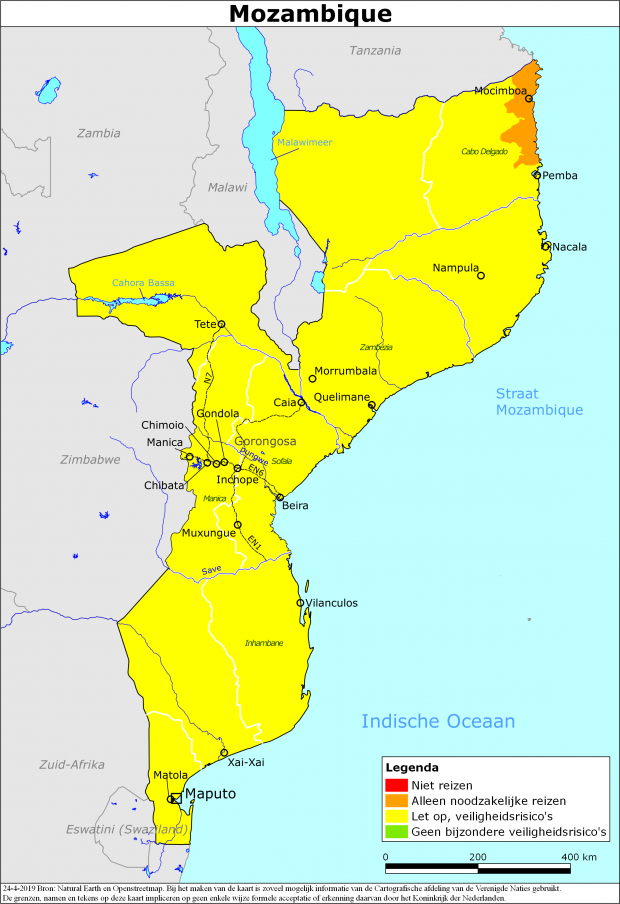 Mozambique
Tanzania
Mocimboa
Zambia
Malawimeer
Cabo Delgado
Malawi
Pemba
Nacala
Nampula
Cahora Bassa
Tete
Zambézia
Morrumbala
N7
Straat
Mozambique
Caia
Quelimane
Gondola
Chimoio
Gorongosa
Manica
Pungwe
Zimbabwe
Sofala
EN6
Chibata
Inchope
Manica
Beira
Muxungue
EN1
Save
Vilanculos
Inhambane
Indische Oceaan
Xai-Xai
Zuid-Afrika
Matola
Maputo
Eswatini (Swaziland)
Legenda
Niet reizen
Alleen noodzakelijke reizen
Let op, veiligheidsrisico's
Geen bijzondere veiligheidsrisico's
0 200 400 km
24-4-2019 Bron: Natural Earth en Openstreetmap. Bij het maken van de kaart is zoveel mogelijk informatie van de Cartografische afdeling van de Verenigde Naties gebruikt.
De grenzen, namen en tekens op deze kaart impliceren op geen enkele wijze formele acceptatie of erkenning daarvan door het Koninkrijk der Nederlanden.